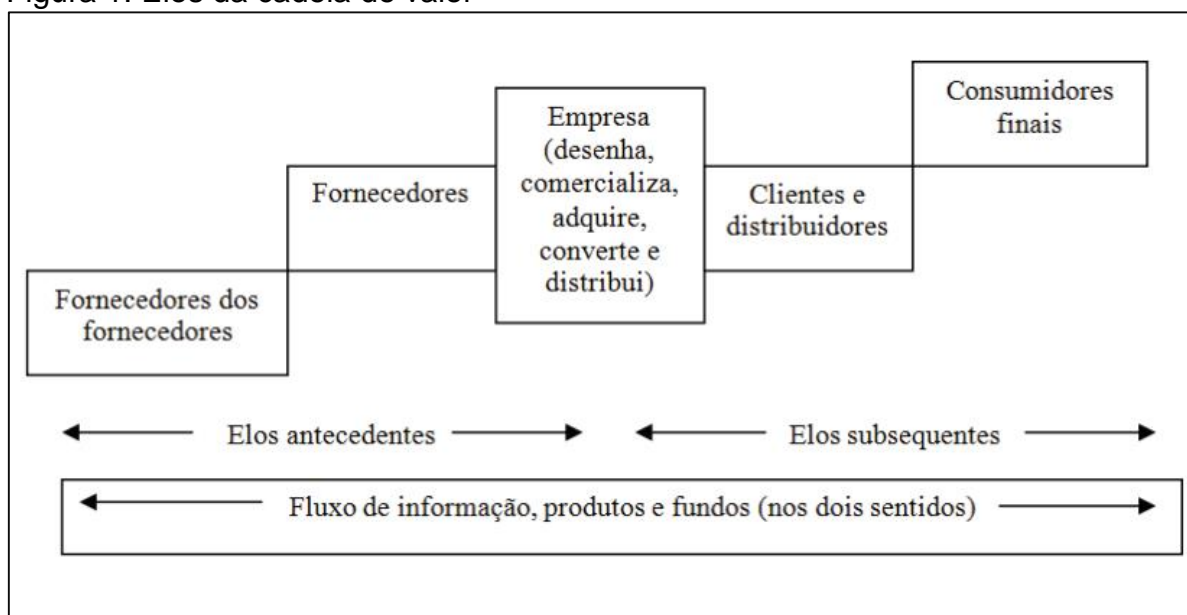 Figura 1: Elos da cadeia de valor
Fornecedores dos
fornecedores
Fornecedores
Empresa
(desenha,
comercializa,
adquire,
converte e
distribui)
Clientes e
distribuidores
Consumidores
finais
Elos antecedentes
Elos subsequentes
Fluxo de informação, produtos e fundos (nos dois sentidos)